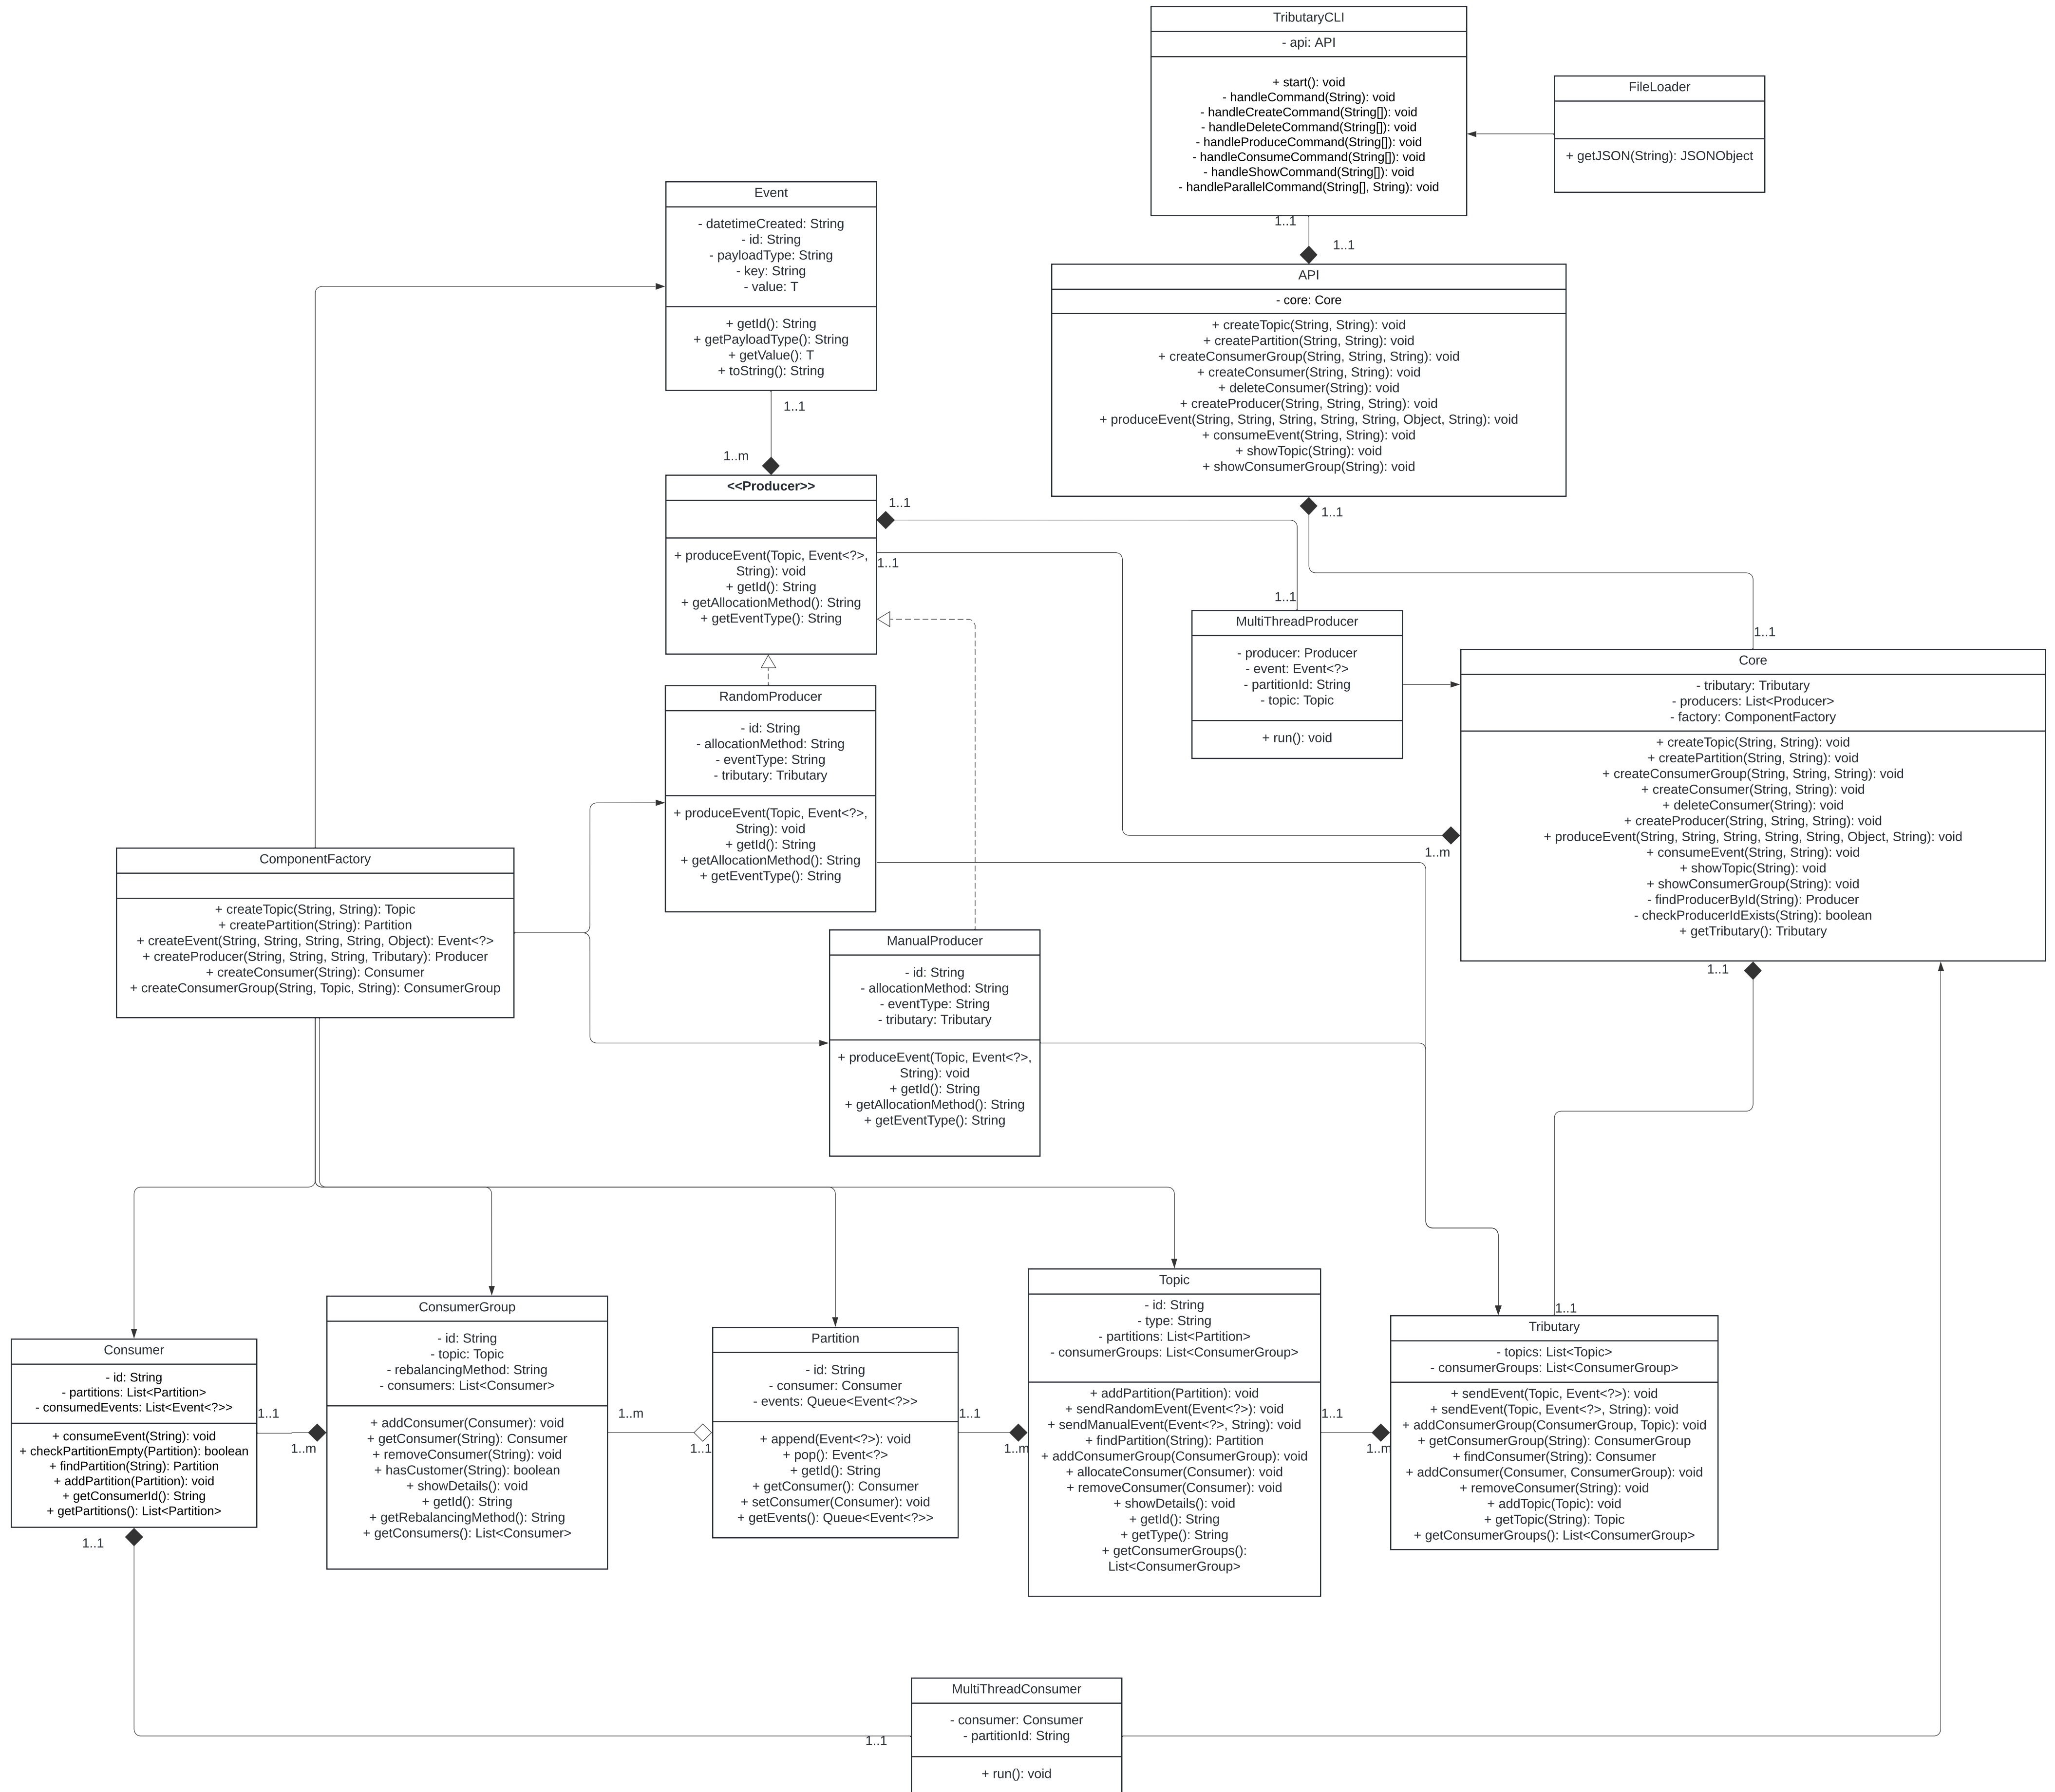 TributaryCLI
- api: API
+ start(): void
- handleCommand(String): void
- handleCreateCommand(String[]): void
- handleDeleteCommand(String[]): void
- handleProduceCommand(String[]): void
- handleConsumeCommand(String[]): void
- handleShowCommand(String[]): void
- handleParallelCommand(String[], String): void
1..1
1..1
FileLoader
+ getJSON(String): JSONObject
Event
- datetimeCreated: String
- id: String
- payloadType: String
- key: String
- value: T
+ getId(): String
+ getPayloadType(): String
+ getValue(): T
+ toString(): String
1..1
1..m
API
- core: Core
+ createTopic(String, String): void
+ createPartition(String, String): void
+ createConsumerGroup(String, String, String): void
+ createConsumer(String, String): void
+ deleteConsumer(String): void
+ createProducer(String, String, String): void
+ produceEvent(String, String, String, String, String, Object, String): void
+ consumeEvent(String, String): void
+ showTopic(String): void
+ showConsumerGroup(String): void
1..1
1..1
<<Producer>>
+ produceEvent(Topic, Event<?>,
String): void
+ getId(): String
+ getAllocationMethod(): String
+ getEventType(): String
1..1
1..1
1..1
MultiThreadProducer
- producer: Producer
- event: Event<?>
- partitionId: String
- topic: Topic
+ run(): void
Core
- tributary: Tributary
- producers: List<Producer>
- factory: ComponentFactory
+ createTopic(String, String): void
+ createPartition(String, String): void
+ createConsumerGroup(String, String, String): void
+ createConsumer(String, String): void
+ deleteConsumer(String): void
+ createProducer(String, String, String): void
+ produceEvent(String, String, String, String, String, Object, String): void
+ consumeEvent(String, String): void
+ showTopic(String): void
+ showConsumerGroup(String): void
- findProducerById(String): Producer
- checkProducerIdExists(String): boolean
+ getTributary(): Tributary
1..m
1..1
RandomProducer
- id: String
- allocationMethod: String
- eventType: String
- tributary: Tributary
+ produceEvent(Topic, Event<?>,
String): void
+ getId(): String
+ getAllocationMethod(): String
+ getEventType(): String
ComponentFactory
+ createTopic(String, String): Topic
+ createPartition(String): Partition
+ createEvent(String, String, String, String, Object): Event<?>
+ createProducer(String, String, String, Tributary): Producer
+ createConsumer(String): Consumer
+ createConsumerGroup(String, Topic, String): ConsumerGroup
ManualProducer
- id: String
- allocationMethod: String
- eventType: String
- tributary: Tributary
+ produceEvent(Topic, Event<?>,
String): void
+ getId(): String
+ getAllocationMethod(): String
+ getEventType(): String
Consumer
- id: String
- partitions: List<Partition>
- consumedEvents: List<Event<?>>
+ consumeEvent(String): void
+ checkPartitionEmpty(Partition): boolean
+ findPartition(String): Partition
+ addPartition(Partition): void
+ getConsumerId(): String
+ getPartitions(): List<Partition>
1..1
1..m
1..1
ConsumerGroup
- id: String
- topic: Topic
- rebalancingMethod: String
- consumers: List<Consumer>
+ addConsumer(Consumer): void
+ getConsumer(String): Consumer
+ removeConsumer(String): void
+ hasCustomer(String): boolean
+ showDetails(): void
+ getId(): String
+ getRebalancingMethod(): String
+ getConsumers(): List<Consumer>
1..m
1..1
Partition
- id: String
- consumer: Consumer
- events: Queue<Event<?>>
+ append(Event<?>): void
+ pop(): Event<?>
+ getId(): String
+ getConsumer(): Consumer
+ setConsumer(Consumer): void
+ getEvents(): Queue<Event<?>>
1..1
1..m
Topic
- id: String
- type: String
- partitions: List<Partition>
- consumerGroups: List<ConsumerGroup>
+ addPartition(Partition): void
+ sendRandomEvent(Event<?>): void
+ sendManualEvent(Event<?>, String): void
+ findPartition(String): Partition
+ addConsumerGroup(ConsumerGroup): void
+ allocateConsumer(Consumer): void
+ removeConsumer(Consumer): void
+ showDetails(): void
+ getId(): String
+ getType(): String
+ getConsumerGroups():
List<ConsumerGroup>
1..1
1..m
1..1
Tributary
- topics: List<Topic>
- consumerGroups: List<ConsumerGroup>
+ sendEvent(Topic, Event<?>): void
+ sendEvent(Topic, Event<?>, String): void
+ addConsumerGroup(ConsumerGroup, Topic): void
+ getConsumerGroup(String): ConsumerGroup
+ findConsumer(String): Consumer
+ addConsumer(Consumer, ConsumerGroup): void
+ removeConsumer(String): void
+ addTopic(Topic): void
+ getTopic(String): Topic
+ getConsumerGroups(): List<ConsumerGroup>
1..1
MultiThreadConsumer
- consumer: Consumer
- partitionId: String
+ run(): void